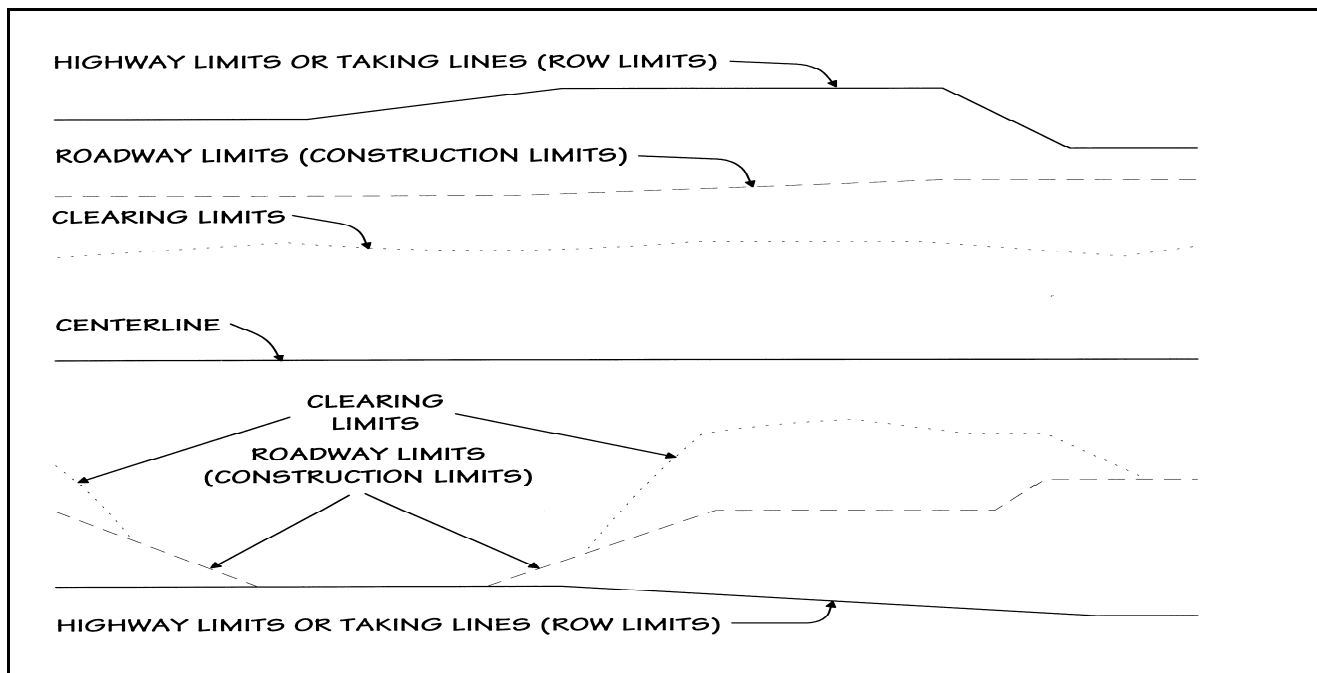 HIGHWAY LIMITS OR TAKING LINES (ROW LIMITS)
ROADWAY LIMITS (CONSTRUCTION LIMITS)
CLEARING LIMITS
CENTERLINE
CLEARING
LIMITS
ROADWAY LIMITS
(CONSTRUCTION LIMITS)
HIGHWAY LIMITS OR TAKING LINES (ROW LIMITS)